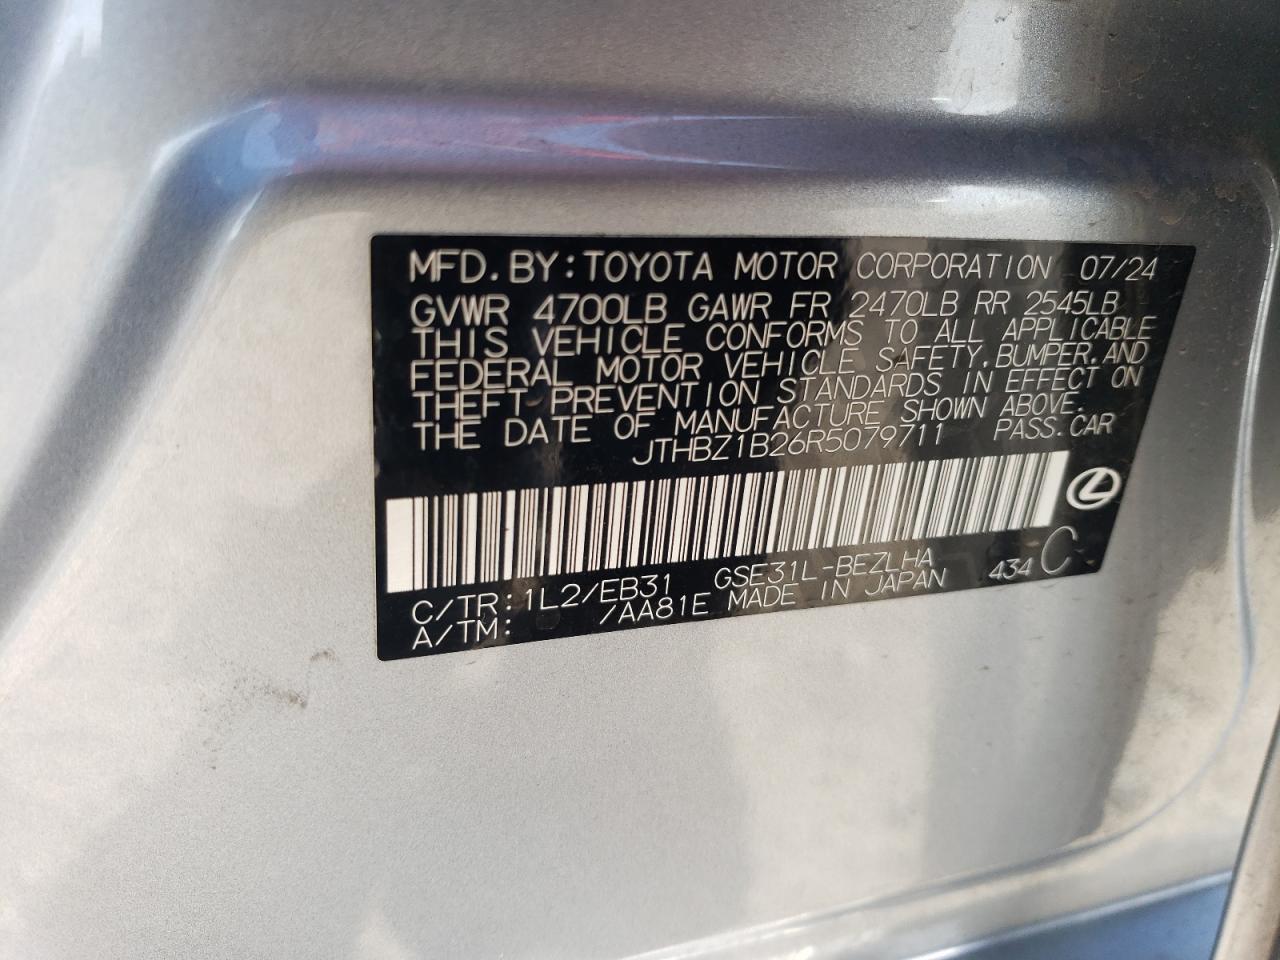 MFD. BY: TOYOTA MOTOR CORPORATION 07/24
GVWR 4700LB GAWR FR 2470LB RR 2545LB
THIS VEHICLE CONFORMS TO ALL APPLICABLE
FEDERAL MOTOR VEHICLE SAFETY, BUMPER, AND
THEFT PREVENTION STANDARDS IN EFFECT ON
THE DATE OF MANUFACTURE SHOWN ABOVE.
JTHBZ1B26R5079711 PASS. CAR
C/TR: 1L2/EB31 GSE31L-BEZLHA 434 C
A/TM: /AA81E MADE IN JAPAN